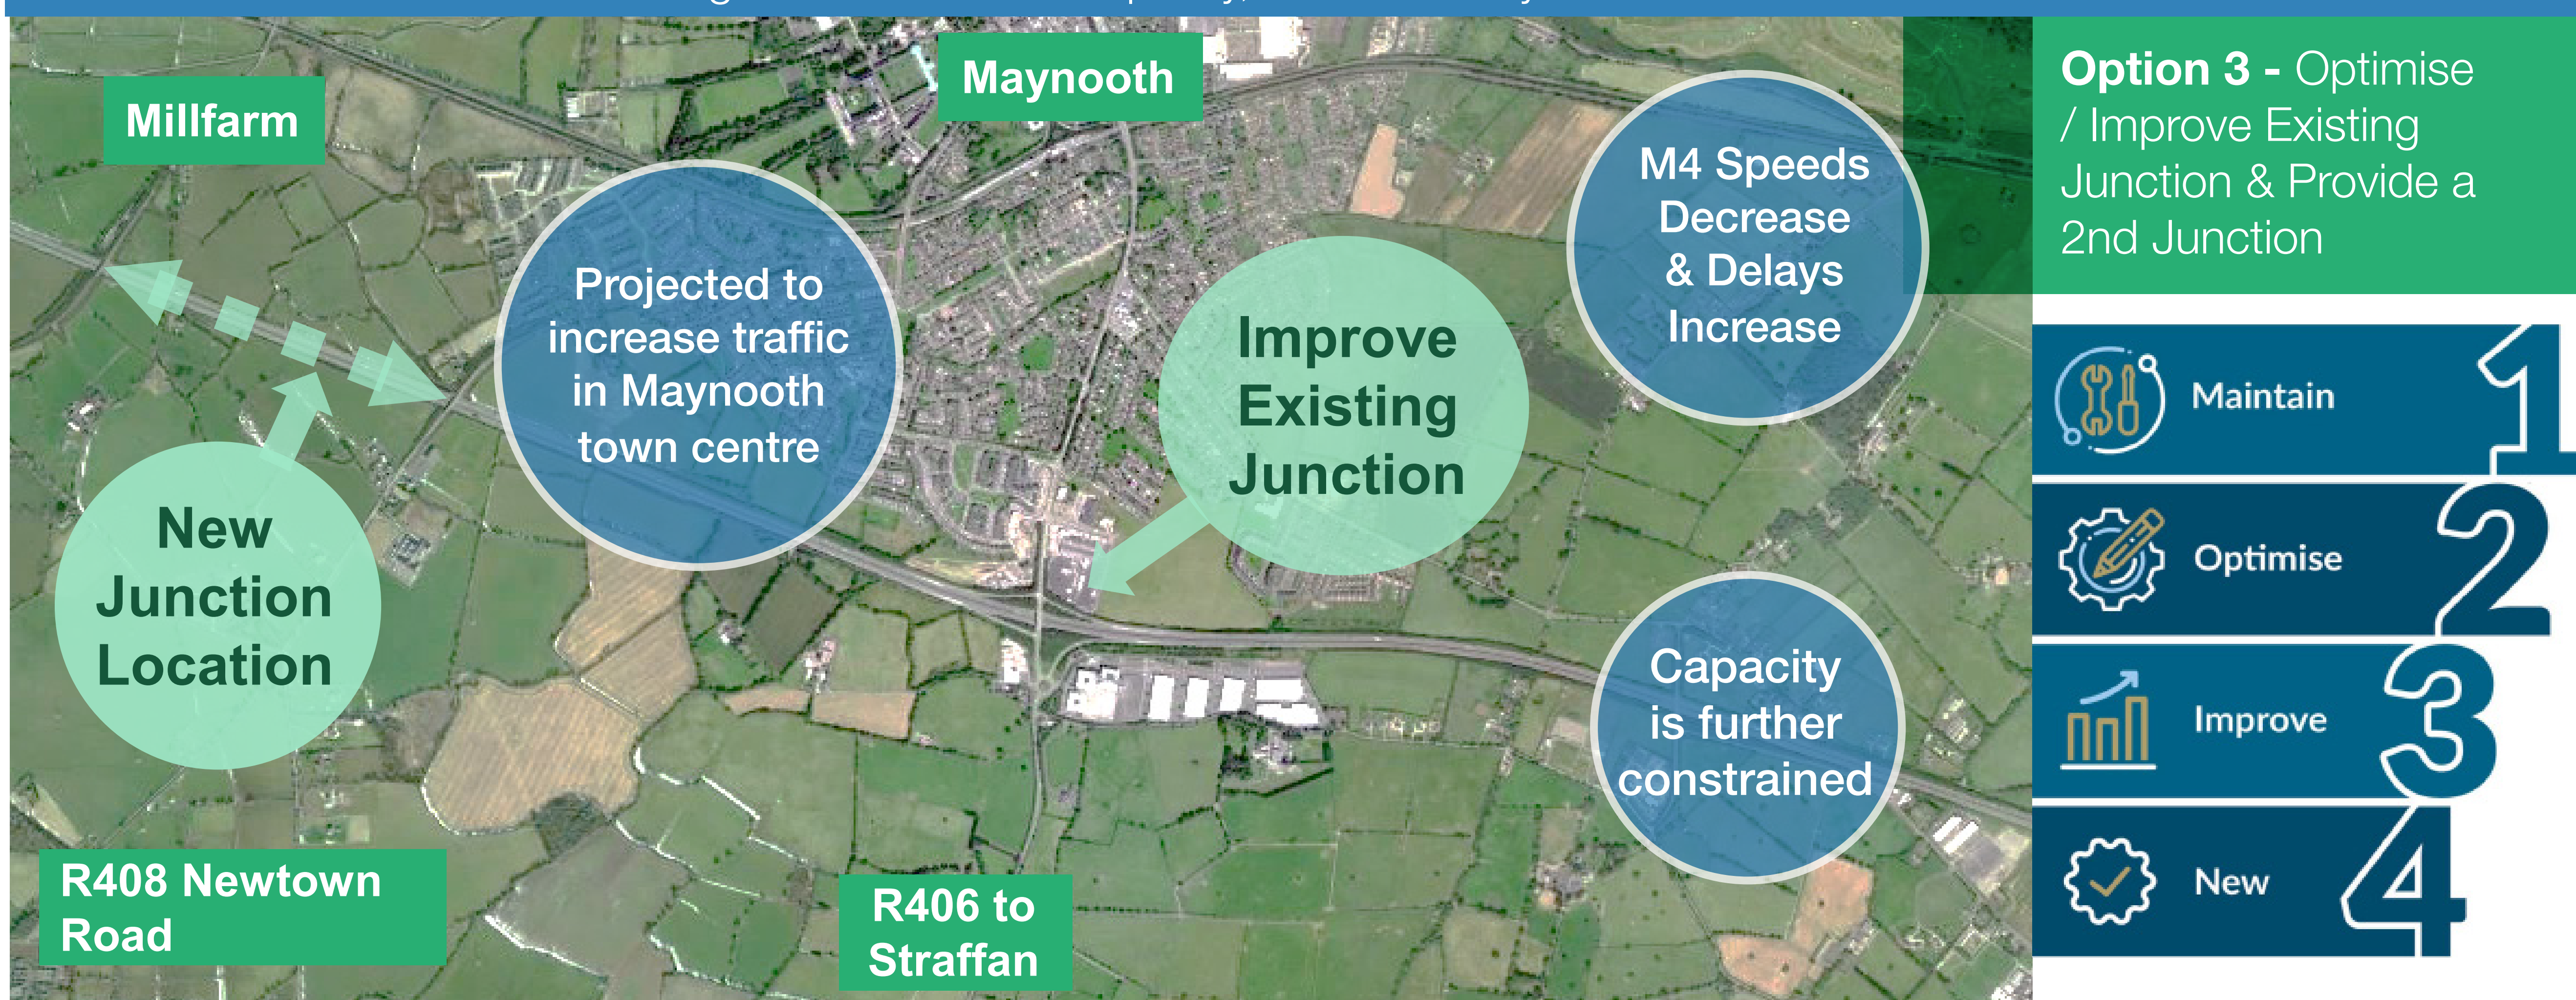 Maynooth
Millfarm
Option 3 - Optimise
/ Improve Existing
Junction & Provide a
2nd Junction
M4 Speeds
Decrease
& Delays
Increase
Projected to
increase traffic
in Maynooth
town centre
Improve
Existing
Junction
New
Junction
Location
Capacity
is further
constrained
R408 Newtown
Road
R406 to
Straffan
Maintain
1
Optimise
2
Improve
3
New
4